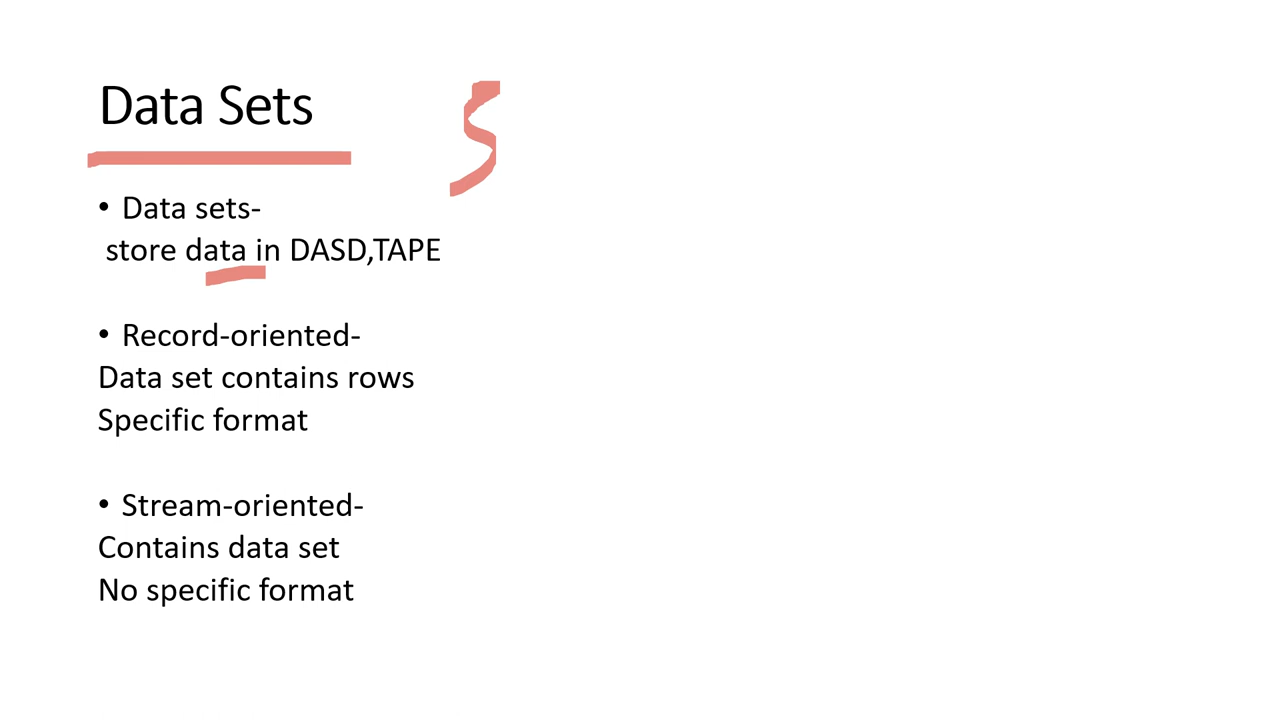 Data Sets
S
• Data sets-
store data in DASD,TAPE
• Record-oriented-
Data set contains rows
Specific format
• Stream-oriented-
Contains data set
No specific format